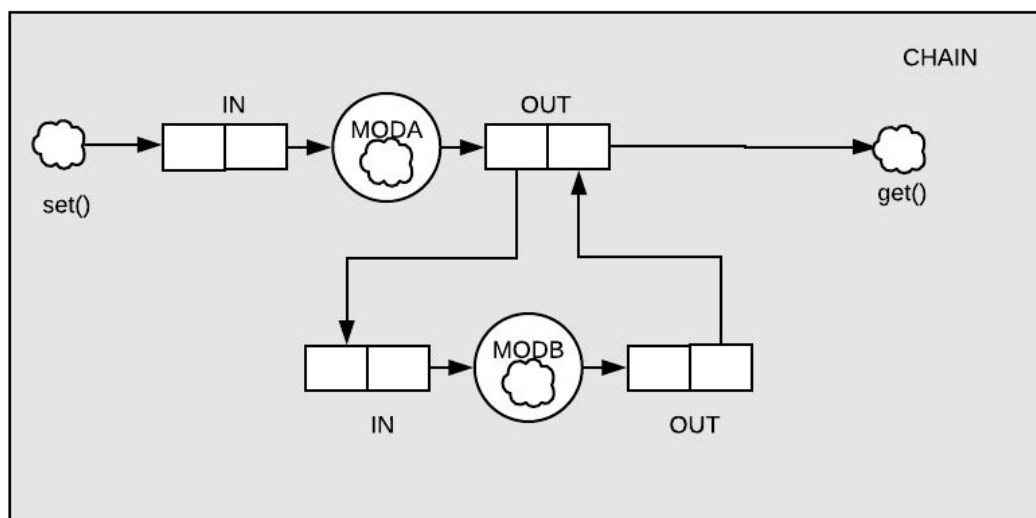 CHAIN
IN
OUT
MODA
set()
get()
MODB
IN
OUT